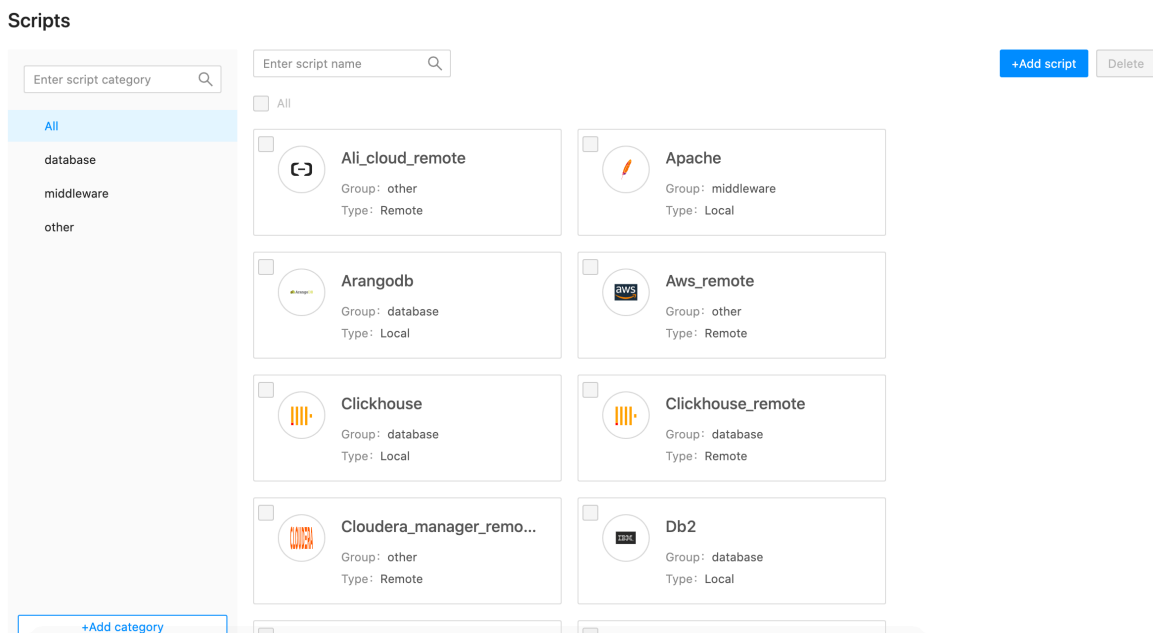 Scripts
Enter script category
All
database
middleware
other
+Add category
Enter script name
+Add script
Delete
All
Ali_cloud_remote
Group: other
Type: Remote
Apache
Group: middleware
Type: Local
Arangodb
Group: database
Type: Local
aws
Aws_remote
Group: other
Type: Remote
Clickhouse
Group: database
Type: Local
Clickhouse_remote
Group: database
Type: Remote
CLOUDERA
Cloudera_manager_remo...
Group: other
Type: Remote
IBM
Db2
Group: database
Type: Local